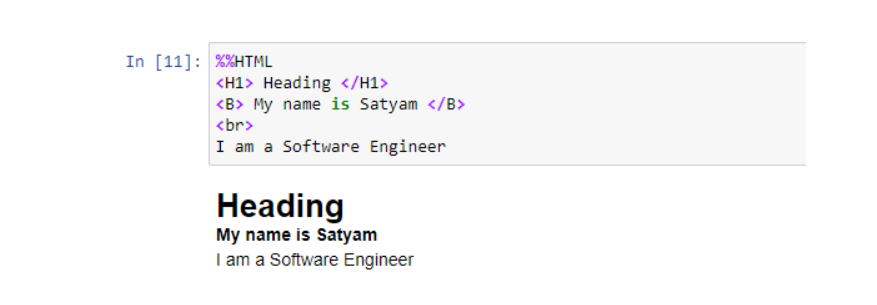 In [11]: %%HTML
<H1> Heading </H1>
<B> My name is Satyam </B>
<br>
I am a Software Engineer
Heading
My name is Satyam
I am a Software Engineer